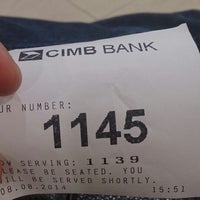 CIMB BANK
UR NUMBER:
1145
OW SERVING: 1139
LEASE BE SEATED. YOU
ILL BE SERVED SHORTLY.
08.08.2014 15:51